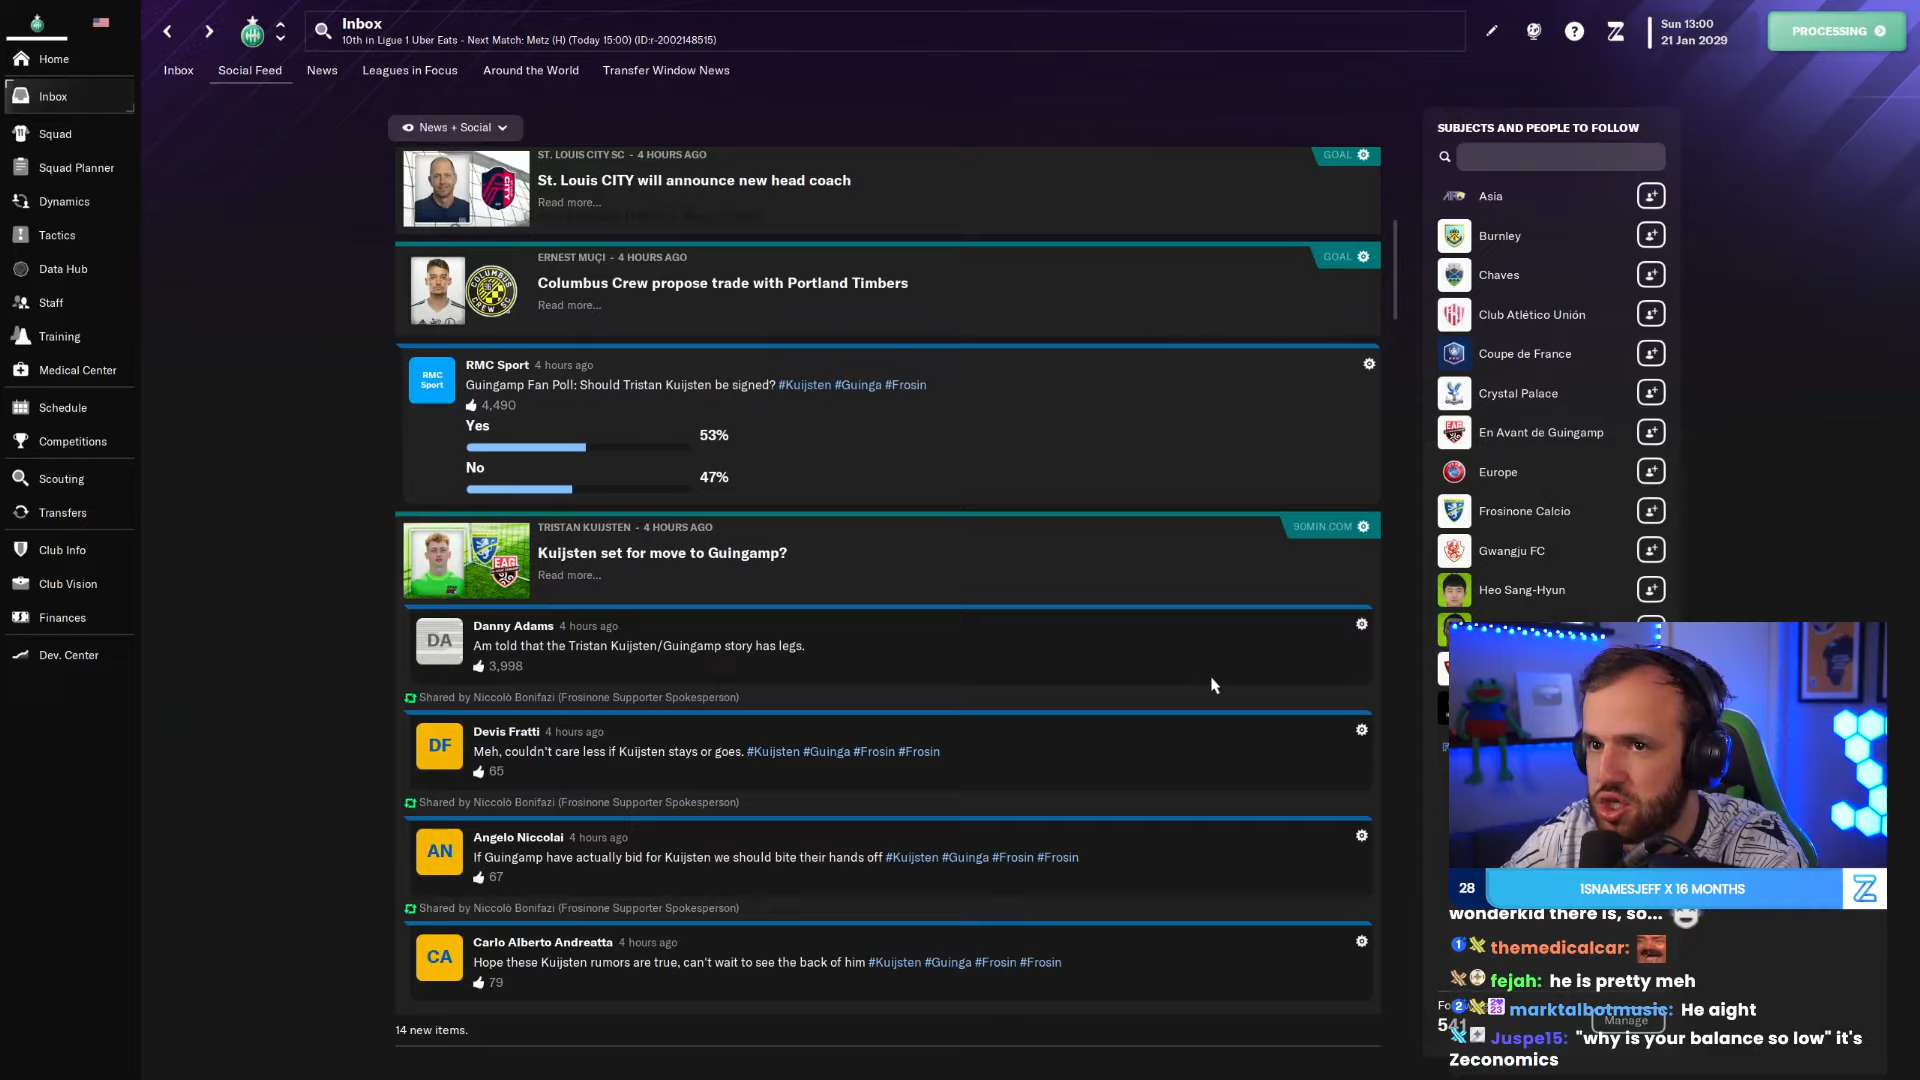 Inbox
10th in Ligue 1 Uber Eats - Next Match: Metz (H) (Today 15:00) (ID:r-2002148515)
Sun 13:00
21 Jan 2029
PROCESSING
Inbox
Social Feed
News
Leagues in Focus
Around the World
Transfer Window News
Home
Inbox
Squad
Squad Planner
Dynamics
Tactics
Data Hub
Staff
Training
Medical Center
Schedule
Competitions
Scouting
Transfers
Club Info
Club Vision
Finances
Dev. Center
News + Social
ST. LOUIS CITY SC - 4 HOURS AGO
GOAL
St. Louis CITY will announce new head coach
Read more...
ERNEST MUÇI - 4 HOURS AGO
GOAL
Columbus Crew propose trade with Portland Timbers
Read more...
RMC Sport
RMC Sport 4 hours ago
Guingamp Fan Poll: Should Tristan Kuijsten be signed? #Kuijsten #Guinga #Frosin
4,490
Yes
53%
No
47%
TRISTAN KUIJSTEN - 4 HOURS AGO
90MIN.COM
Kuijsten set for move to Guingamp?
Read more...
DA
Danny Adams 4 hours ago
Am told that the Tristan Kuijsten/Guingamp story has legs.
3,998
Shared by Niccolò Bonifazi (Frosinone Supporter Spokesperson)
DF
Devis Fratti 4 hours ago
Meh, couldn't care less if Kuijsten stays or goes. #Kuijsten #Guinga #Frosin #Frosin
65
Shared by Niccolò Bonifazi (Frosinone Supporter Spokesperson)
AN
Angelo Niccolai 4 hours ago
If Guingamp have actually bid for Kuijsten we should bite their hands off #Kuijsten #Guinga #Frosin #Frosin
67
Shared by Niccolò Bonifazi (Frosinone Supporter Spokesperson)
CA
Carlo Alberto Andreatta 4 hours ago
Hope these Kuijsten rumors are true, can't wait to see the back of him #Kuijsten #Guinga #Frosin #Frosin
79
14 new items.
SUBJECTS AND PEOPLE TO FOLLOW
Asia
Burnley
Chaves
Club Atlético Unión
Coupe de France
Crystal Palace
En Avant de Guingamp
Europe
Frosinone Calcio
Gwangju FC
Heo Sang-Hyun
28
1SNAMESJEFF X 16 MONTHS
wonderkid there is, so...
themedicalcar:
fejah: he is pretty meh
marktalbotmusic: He aight
Manage
541
Juspe15: "why is your balance so low" it's
Zeconomics